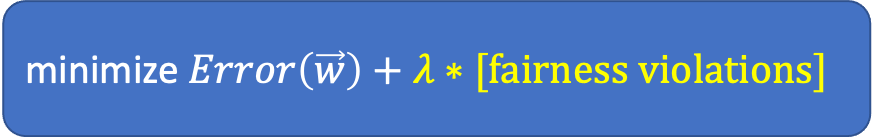 minimize 𝐸𝑟𝑟𝑜𝑟(𝑤⃗) + 𝜆 ∗ [fairness violations]